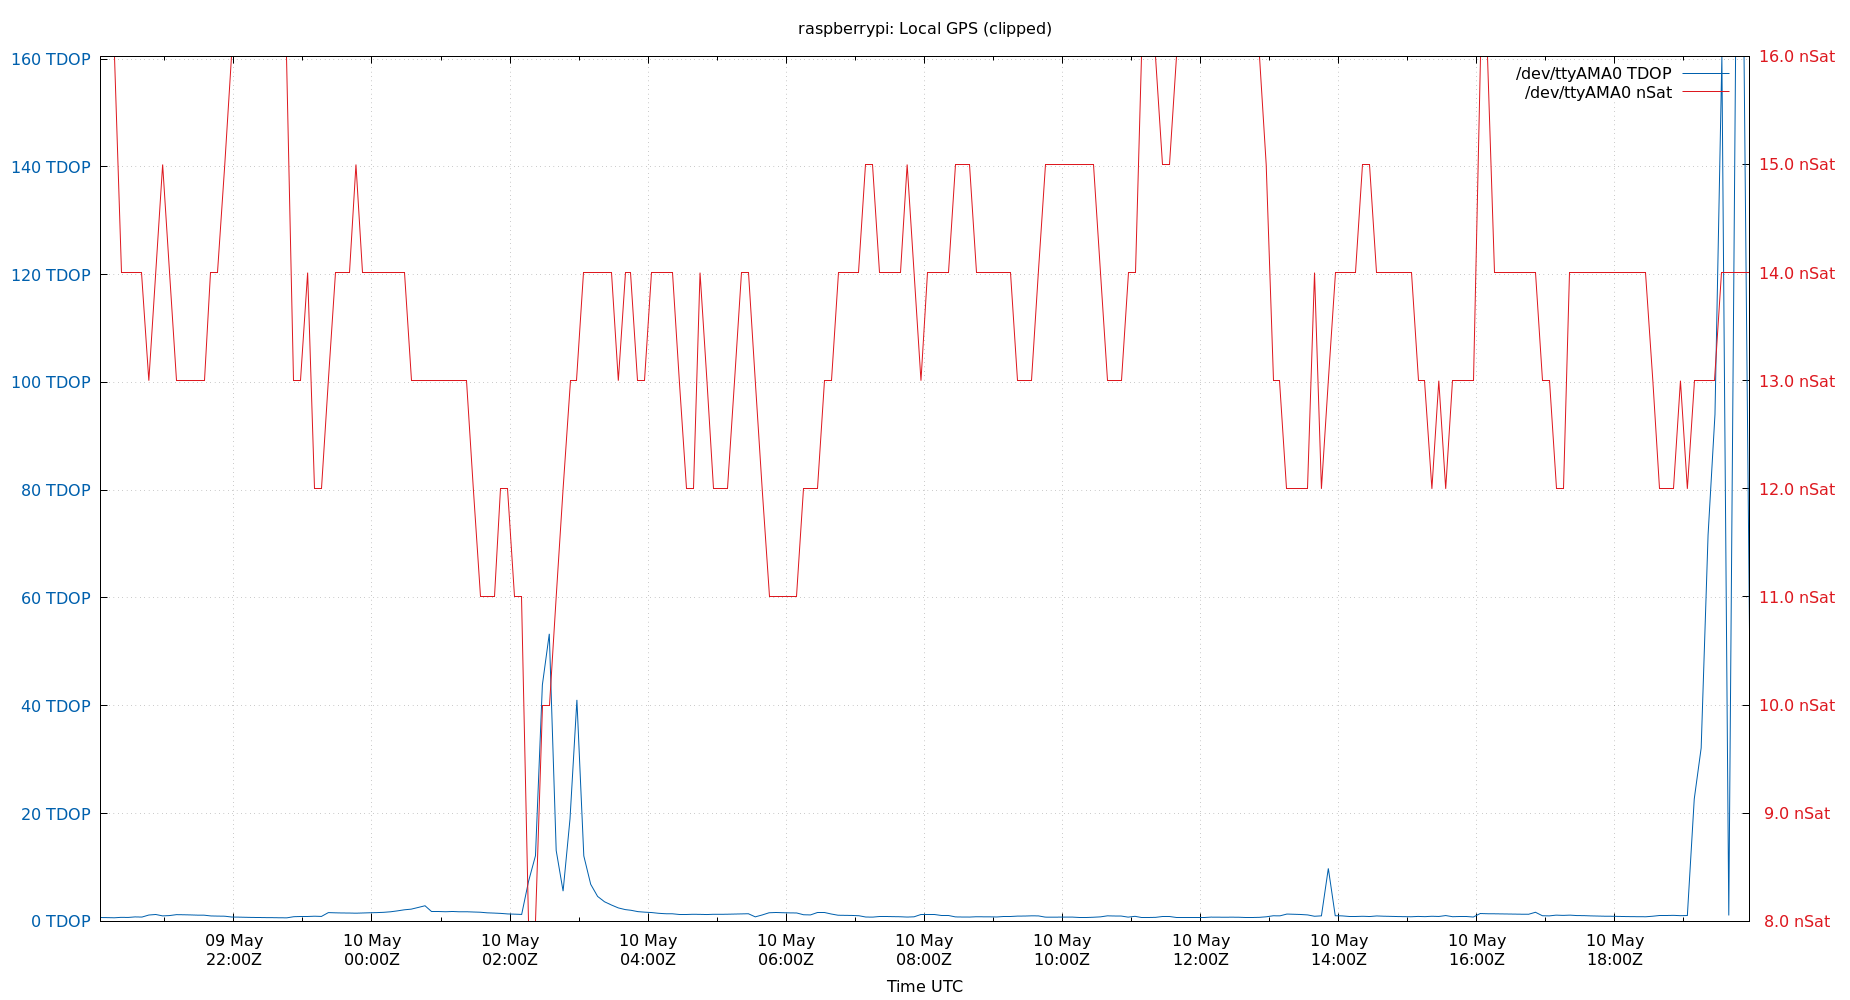 raspberrypi: Local GPS (clipped)
160 TDOP
140 TDOP
120 TDOP
100 TDOP
80 TDOP
60 TDOP
40 TDOP
20 TDOP
0 TDOP
16.0 nSat
15.0 nSat
14.0 nSat
13.0 nSat
12.0 nSat
11.0 nSat
10.0 nSat
9.0 nSat
8.0 nSat
/dev/ttyAMA0 TDOP
/dev/ttyAMA0 nSat
09 May
22:00Z
10 May
00:00Z
10 May
02:00Z
10 May
04:00Z
10 May
06:00Z
10 May
08:00Z
10 May
10:00Z
10 May
12:00Z
10 May
14:00Z
10 May
16:00Z
10 May
18:00Z
Time UTC